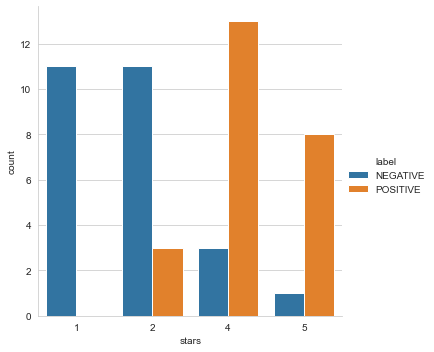 12
10
8
6
4
2
0
count
1 2 4 5
stars
label
NEGATIVE
POSITIVE